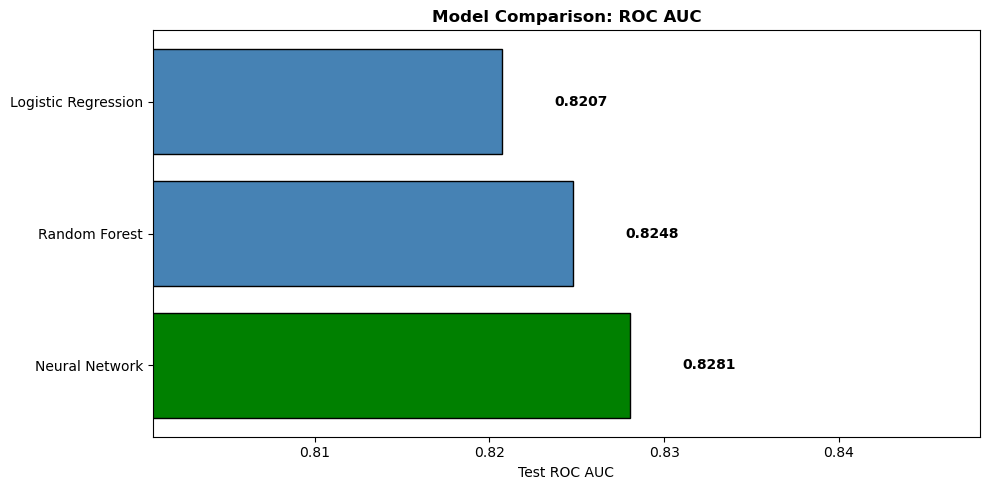 Model Comparison: ROC AUC
Logistic Regression
0.8207
Random Forest
0.8248
Neural Network
0.8281
0.81 0.82 0.83 0.84
Test ROC AUC